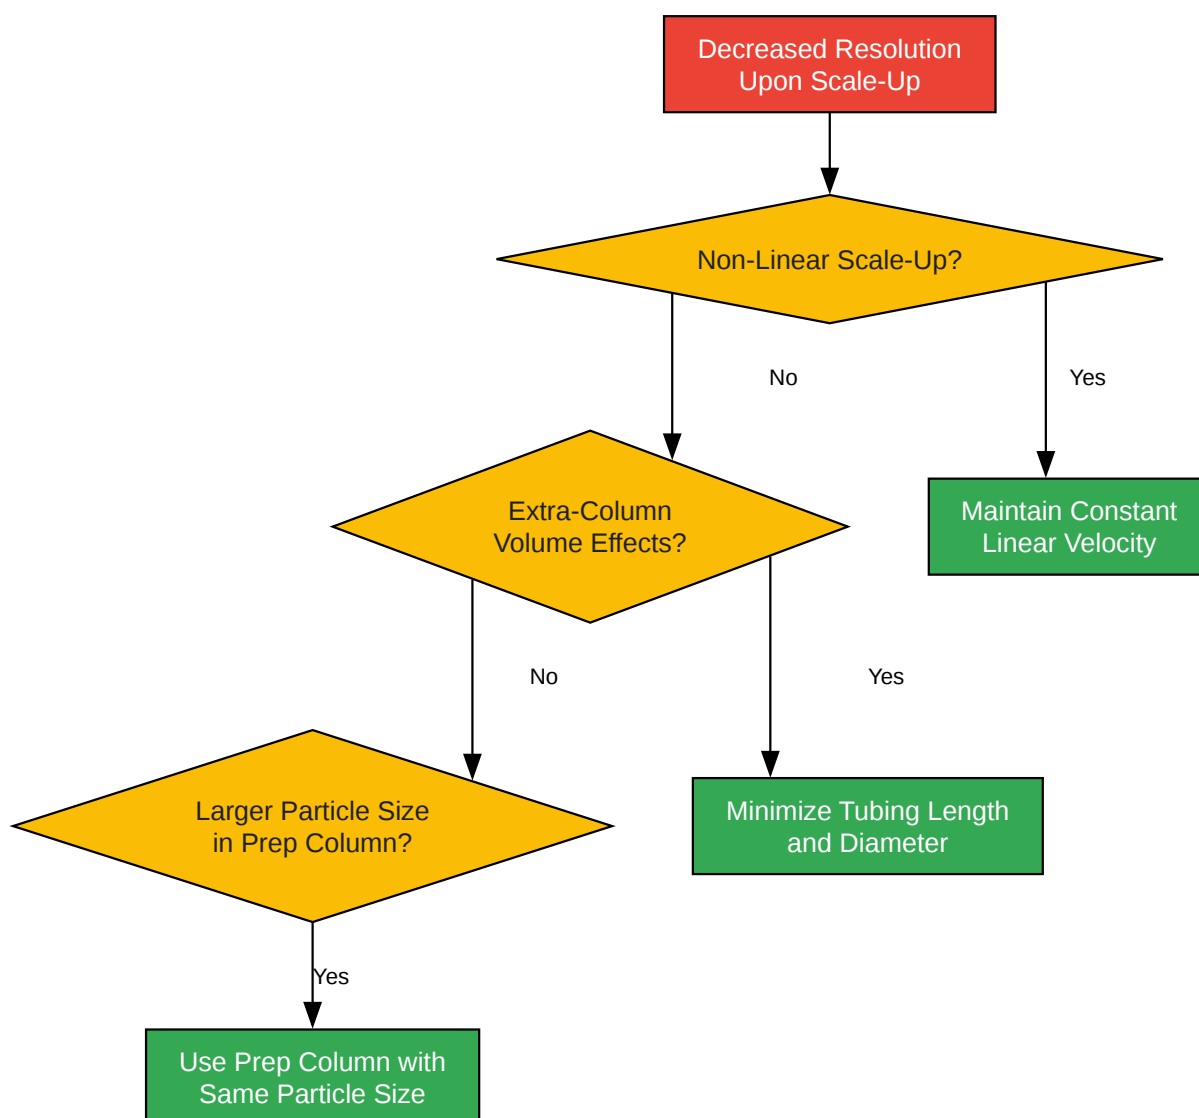 Decreased Resolution
Upon Scale-Up
Non-Linear Scale-Up?
No
Yes
Extra-Column
Volume Effects?
Maintain Constant
Linear Velocity
No
Yes
Larger Particle Size
in Prep Column?
Minimize Tubing Length
and Diameter
Yes
Use Prep Column with
Same Particle Size